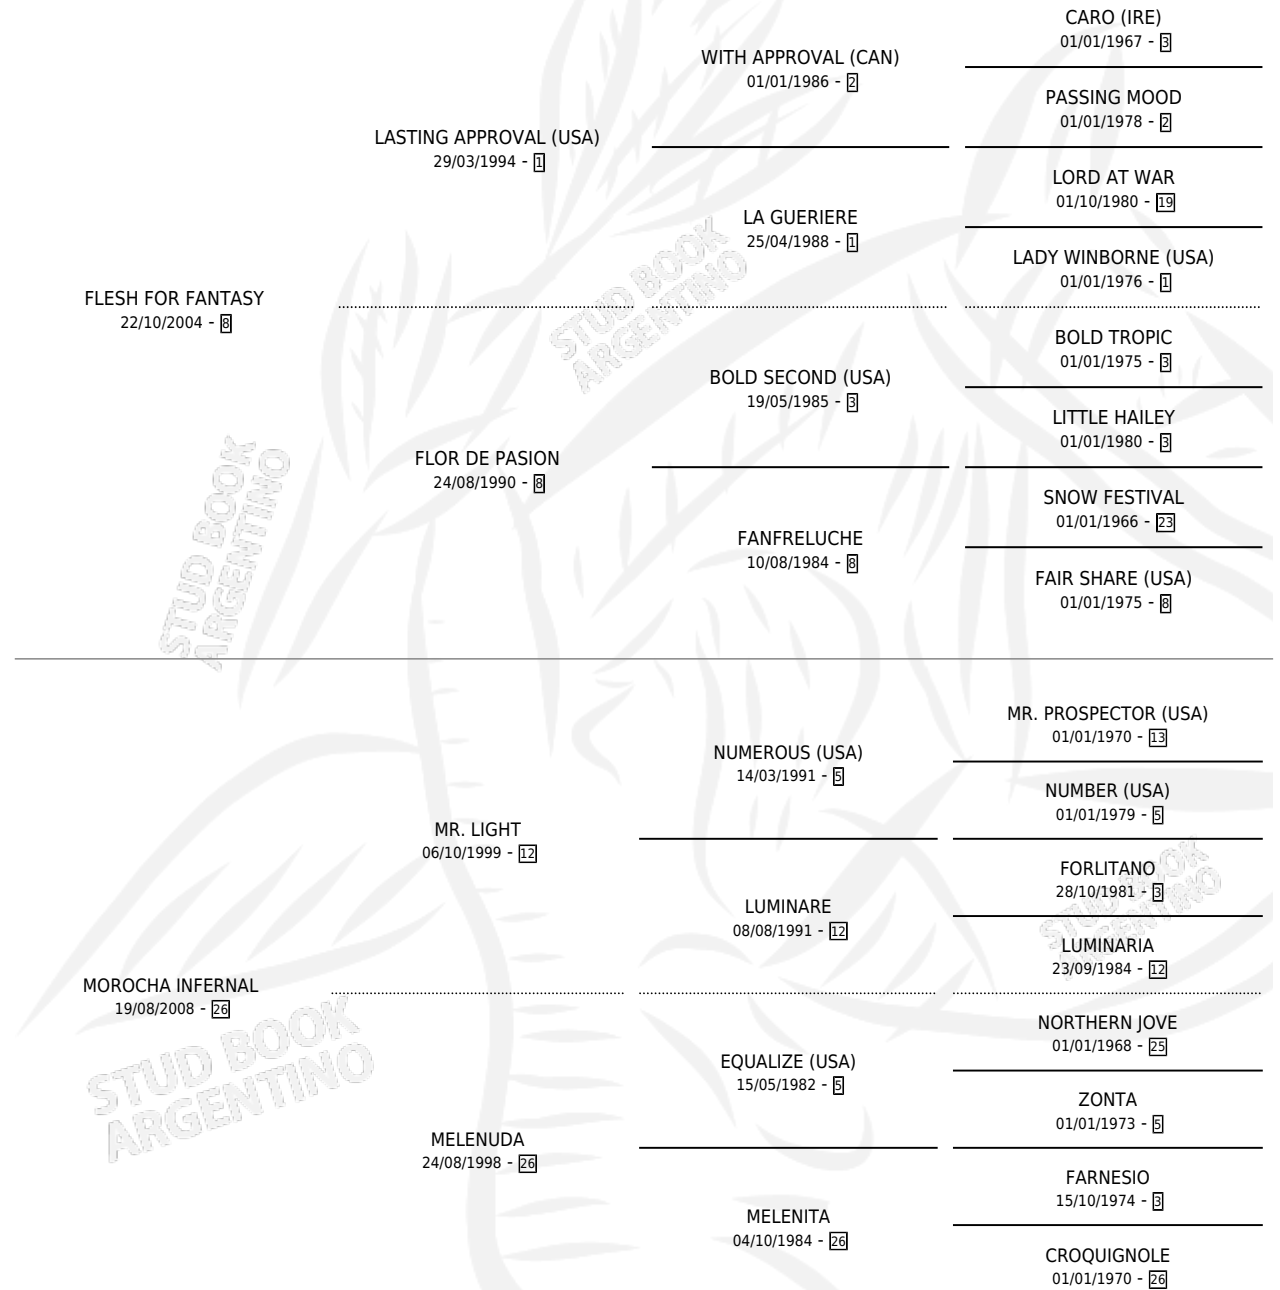 CARO (IRE)
01/01/1967 - 3
WITH APPROVAL (CAN)
01/01/1986 - 2
PASSING MOOD
01/01/1978 - 2
LASTING APPROVAL (USA)
29/03/1994 - 1
LORD AT WAR
01/10/1980 - 19
LA GUERIERE
25/04/1988 - 1
LADY WINBORNE (USA)
01/01/1976 - 1
FLESH FOR FANTASY
22/10/2004 - 8
STUD BOOK
ARGENTINO
BOLD TROPIC
01/01/1975 - 3
BOLD SECOND (USA)
19/05/1985 - 3
LITTLE HAILEY
01/01/1980 - 3
FLOR DE PASION
24/08/1990 - 8
SNOW FESTIVAL
01/01/1966 - 23
FANFRELUCHE
10/08/1984 - 8
FAIR SHARE (USA)
01/01/1975 - 8
STUD BOOK
ARGENTINO
MR. PROSPECTOR (USA)
01/01/1970 - 13
NUMEROUS (USA)
14/03/1991 - 5
NUMBER (USA)
01/01/1979 - 5
MR. LIGHT
06/10/1999 - 12
FORLITANO
28/10/1981 - 3
LUMINARE
08/08/1991 - 12
STUD BOOK
ARGENTINO
LUMINARIA
23/09/1984 - 12
MOROCHA INFERNAL
19/08/2008 - 26
STUD BOOK
ARGENTINO
NORTHERN JOVE
01/01/1968 - 25
EQUALIZE (USA)
15/05/1982 - 5
ZONTA
01/01/1973 - 5
MELENUDA
24/08/1998 - 26
FARNESIO
15/10/1974 - 3
MELENITA
04/10/1984 - 26
CROQUIGNOLE
01/01/1970 - 26